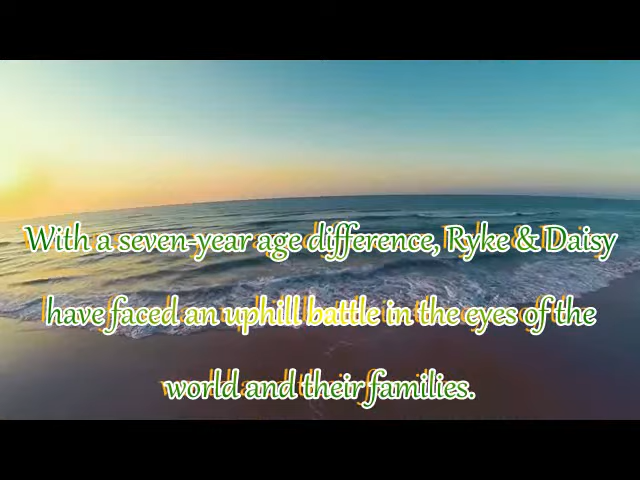 With a seven-year age difference, Ryke & Daisy
have faced an uphill battle in the eyes of the
world and their families.